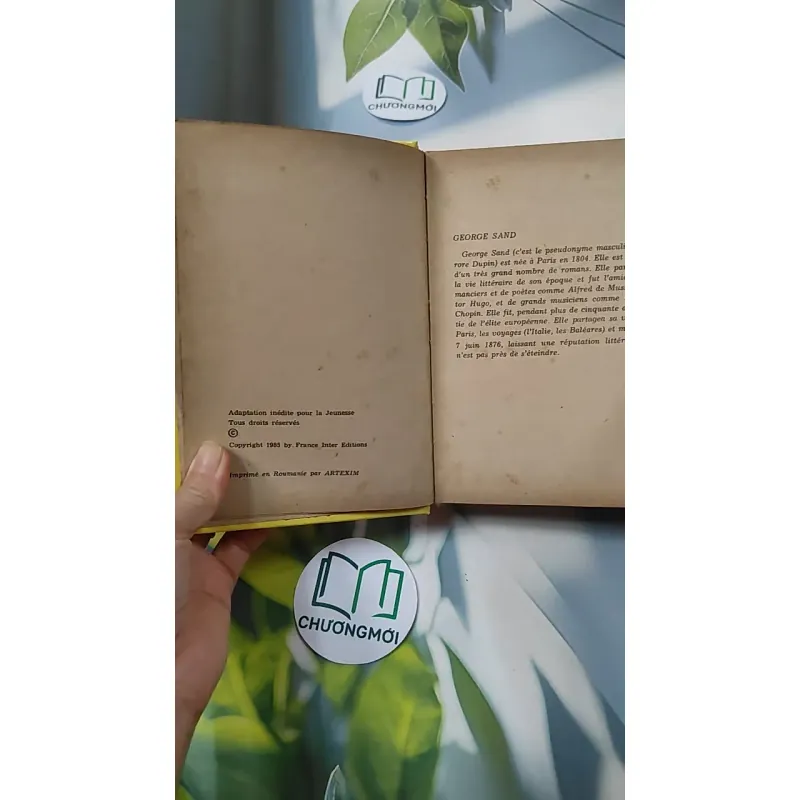 CHƯƠNGMỚI
Adaptation inédite pour la Jeunesse
Tous droits réservés
©
Copyright 1983 by France Inter Editions
Imprimé en Roumanie par ARTEXIM
GEORGE SAND
George Sand (c'est le pseudonyme masculi
rore Dupin) est née à Paris en 1804. Elle est
d'un très grand nombre de romans. Elle par
la vie littéraire de son époque et fut l'amie
manciers et de poètes comme Alfred de Mus
tor Hugo, et de grands musiciens comme
Chopin. Elle fit, pendant plus de cinquante
tie de l'élite européenne. Elle partagea sa
Paris, les voyages (l'Italie, les Baléares) et m
7 juin 1876, laissant une réputation littér
n'est pas près de s'éteindre.
CHƯƠNGMỚI